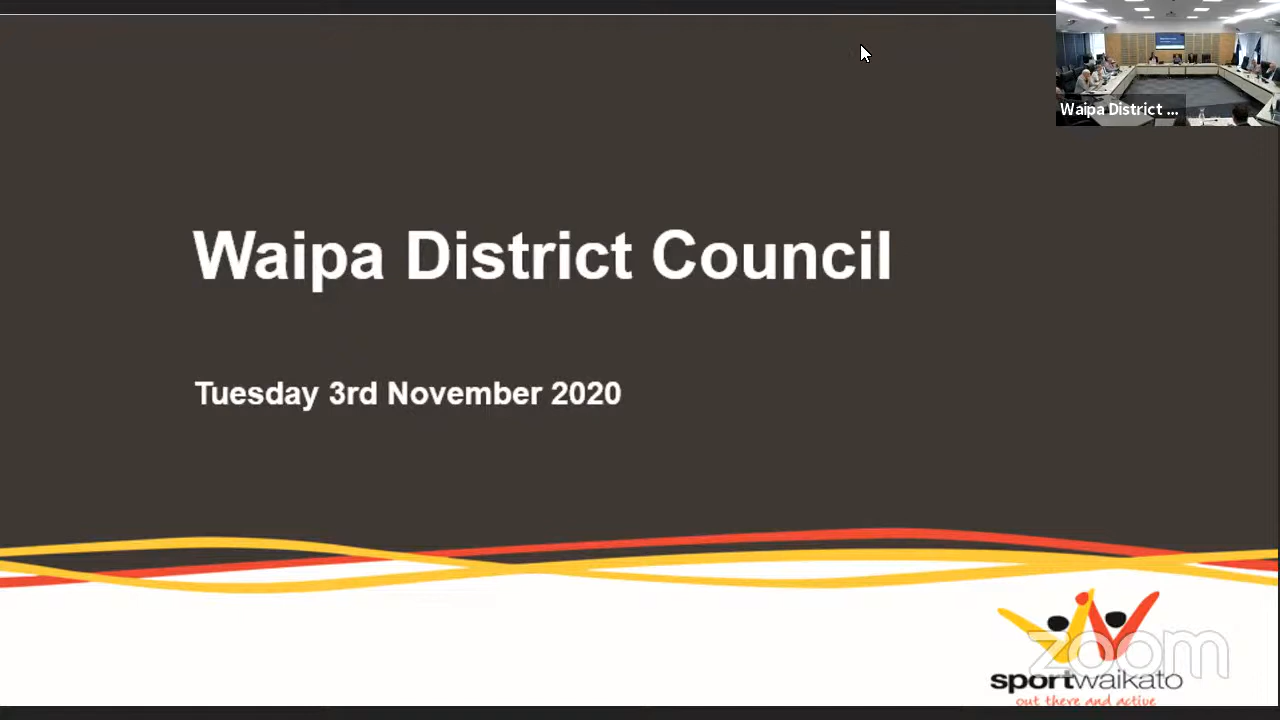 Waipa District ...
Waipa District Council
Tuesday 3rd November 2020
zoom
sportwaikato
out there and active